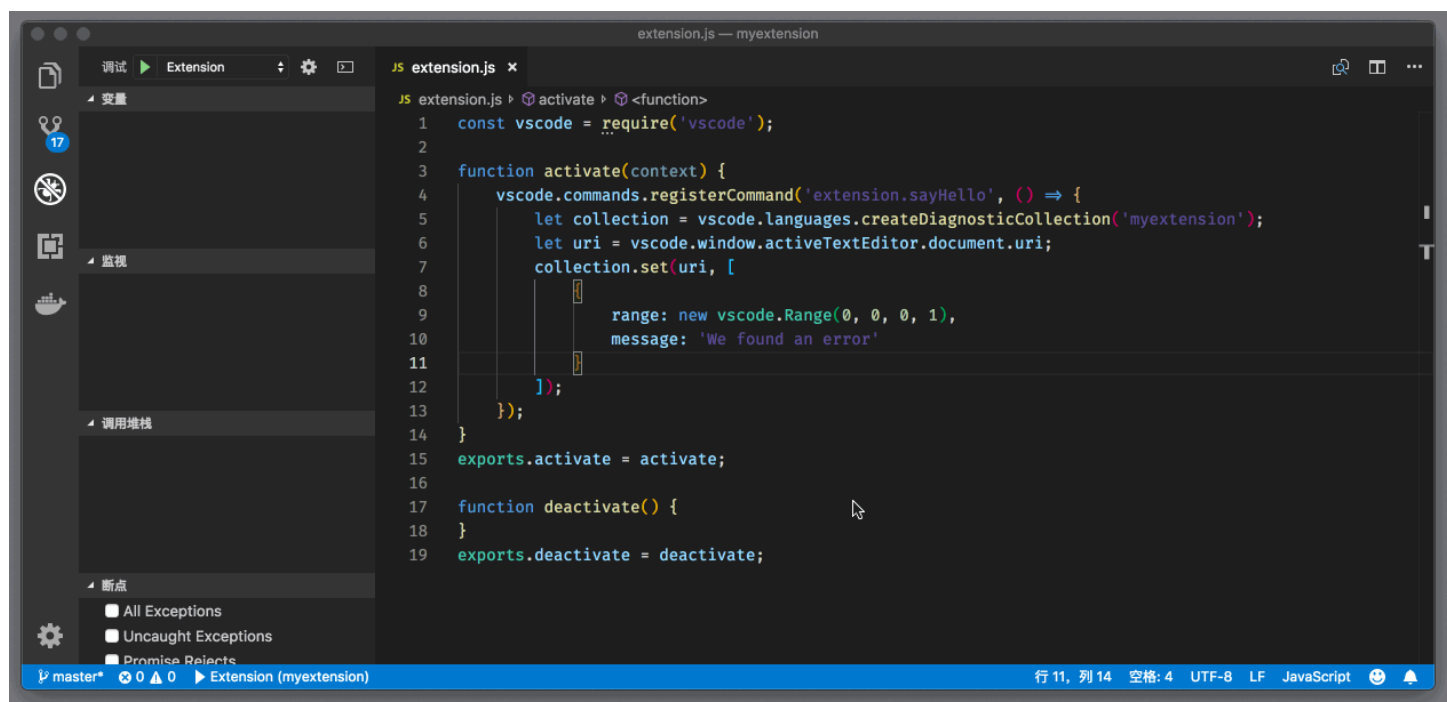 extension.js — myextension
调试 Extension
JS extension.js ×
变量
JS extension.js activate <function>
17
监视
调用堆栈
断点
All Exceptions
Uncaught Exceptions
Promise Rejects
1 const vscode = require('vscode');
2
3 function activate(context) {
4 vscode.commands.registerCommand('extension.sayHello', () => {
5 let collection = vscode.languages.createDiagnosticCollection('myextension');
6 let uri = vscode.window.activeTextEditor.document.uri;
7 collection.set(uri, [
8 {
9 range: new vscode.Range(0, 0, 0, 1),
10 message: 'We found an error'
11 }
12 ]);
13 });
14 }
15 exports.activate = activate;
16
17 function deactivate() {
18 }
19 exports.deactivate = deactivate;
master* 0 0 Extension (myextension) 行 11, 列 14 空格: 4 UTF-8 LF JavaScript